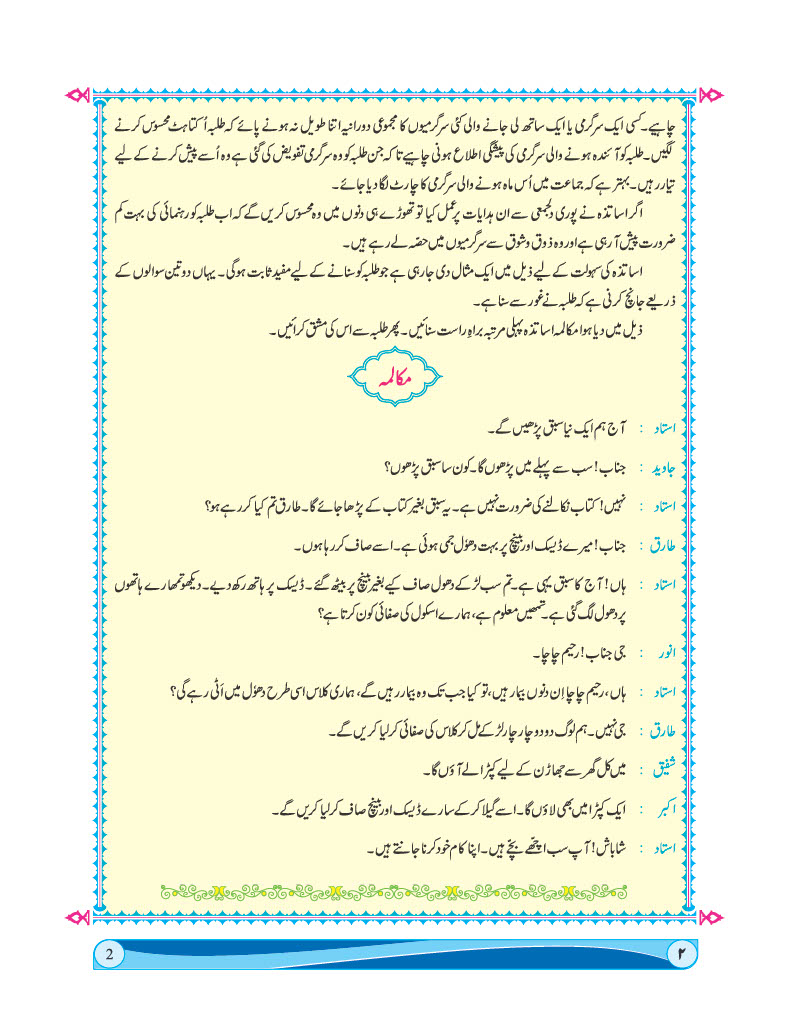 چاہیے۔ کسی ایک سرگرمی یا ایک ساتھ لی جانے والی کئی سرگرمیوں کا مجموعی دورانیہ اتنا طویل نہ ہونے پائے کہ طلبہ اُکتاہٹ محسوس کرنے
لگیں۔ طلبہ کو آئندہ ہونے والی سرگرمی کی پیشگی اطلاع ہونی چاہیے تاکہ جن طلبہ کو وہ سرگرمی تفویض کی گئی ہے وہ اُسے پیش کرنے کے لیے
تیار رہیں۔ بہتر ہے کہ جماعت میں اُس ماہ ہونے والی سرگرمی کا چارٹ لگا دیا جائے۔
اگر اساتذہ نے پوری دلجمعی سے ان ہدایات پر عمل کیا تو تھوڑے ہی دنوں میں وہ محسوس کریں گے کہ اب طلبہ کو رہنمائی کی بہت کم
ضرورت پیش آ رہی ہے اور وہ ذوق و شوق سے سرگرمیوں میں حصّہ لے رہے ہیں۔
اساتذہ کی سہولت کے لیے ذیل میں ایک مثال دی جا رہی ہے جو طلبہ کو سنانے کے لیے مفید ثابت ہوگی۔ یہاں دو تین سوالوں کے
ذریعے جانچ کرنی ہے کہ طلبہ نے غور سے سنا ہے۔
ذیل میں دیا ہوا مکالمہ اساتذہ پہلی مرتبہ براہِ راست سنائیں۔ پھر طلبہ سے اس کی مشق کرائیں۔
مکالمہ
استاد : آج ہم ایک نیا سبق پڑھیں گے۔
جاوید : جناب! سب سے پہلے میں پڑھوں گا۔ کون سا سبق پڑھوں؟
استاد : نہیں! کتاب نکالنے کی ضرورت نہیں ہے۔ یہ سبق بغیر کتاب کے پڑھا جائے گا۔ طارق تم کیا کر رہے ہو؟
طارق : جناب! میرے ڈیسک اور بینچ پر بہت دھوٗل جمی ہوئی ہے۔ اسے صاف کر رہا ہوں۔
استاد : ہاں! آج کا سبق یہی ہے۔ تم سب لڑکے دھول صاف کیے بغیر بینچ پر بیٹھ گئے۔ ڈیسک پر ہاتھ رکھ دیے۔ دیکھو تمھارے ہاتھوں
پر دھول لگ گئی ہے۔ تمھیں معلوم ہے، ہمارے اسکول کی صفائی کون کرتا ہے؟
انور : جی جناب! رحیم چاچا۔
استاد : ہاں، رحیم چاچا اِن دنوں بیمار ہیں، تو کیا جب تک وہ بیمار رہیں گے، ہماری کلاس اسی طرح دھوٗل میں اَٹی رہے گی؟
طارق : جی نہیں۔ ہم لوگ دو دو چار چار لڑکے مل کر کلاس کی صفائی کر لیا کریں گے۔
شفیق : میں کل گھر سے جھاڑن کے لیے کپڑا لے آؤں گا۔
اکبر : ایک کپڑا میں بھی لاؤں گا۔ اسے گیلا کر کے سارے ڈیسک اور بینچ صاف کر لیا کریں گے۔
استاد : شاباش! آپ سب اچھّے بچّے ہیں۔ اپنا کام خود کرنا جانتے ہیں۔
2
۲